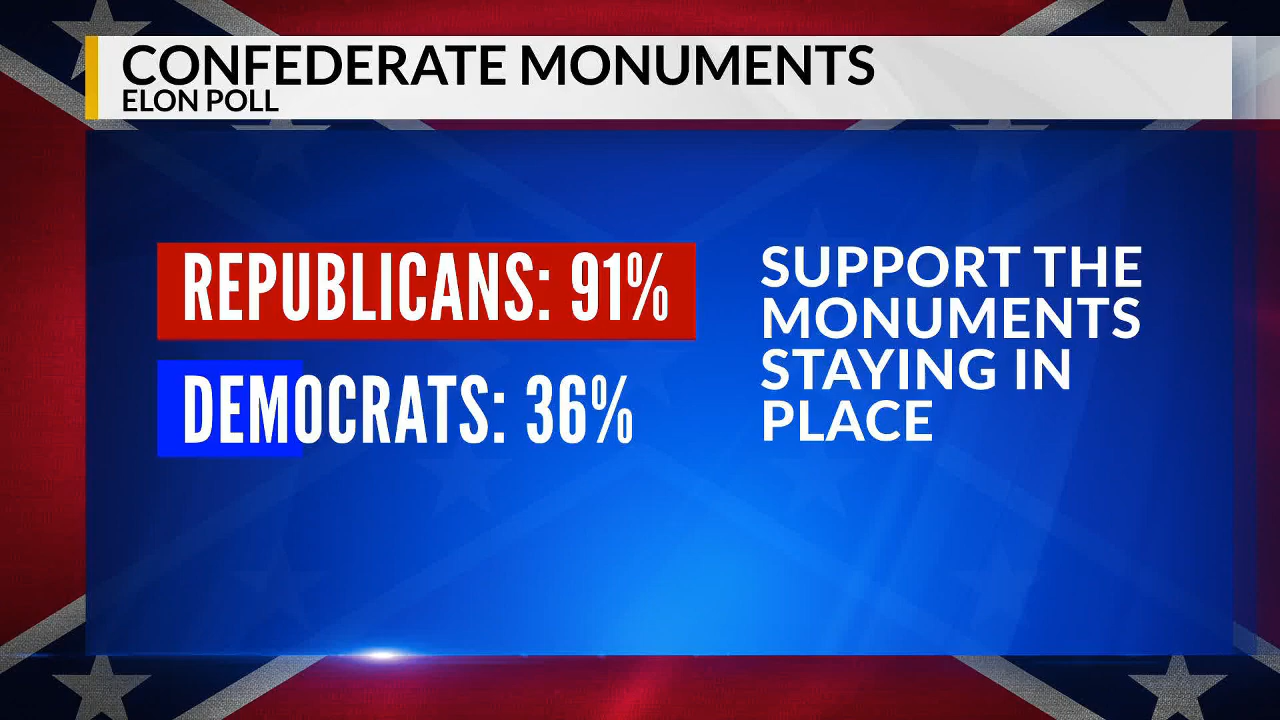 CONFEDERATE MONUMENTS
ELON POLL
REPUBLICANS: 91%
DEMOCRATS: 36%
SUPPORT THE
MONUMENTS
STAYING IN
PLACE